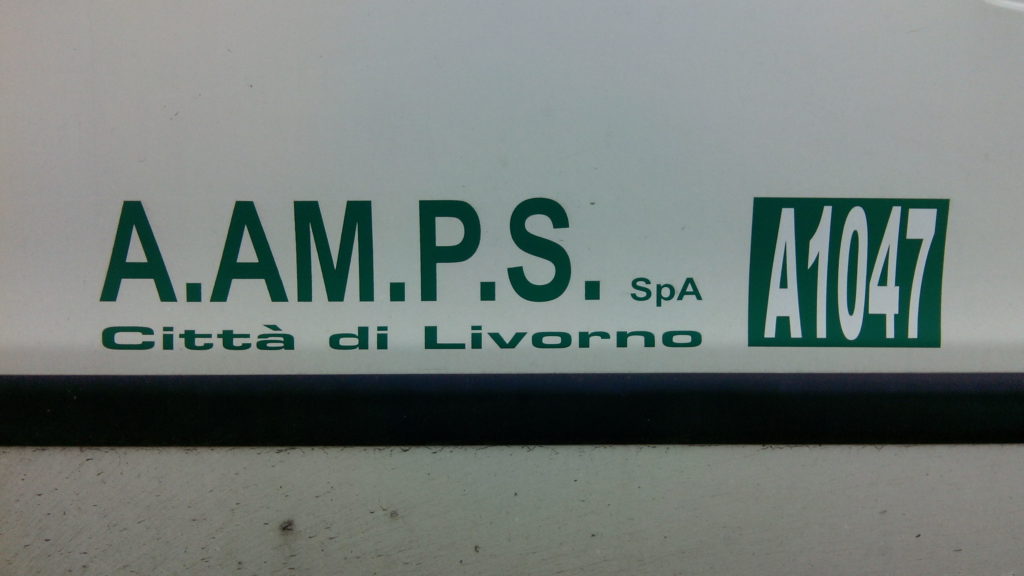 A.AM.P.S. SpA
Città di Livorno
A1047